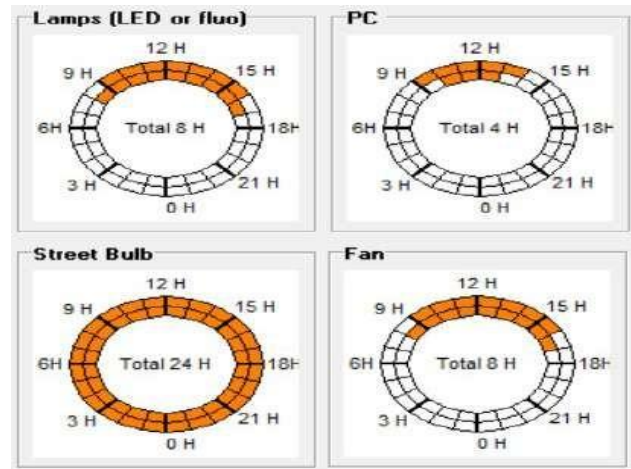 Lamps (LED or fluo)
12 H
9 H
15 H
6H
Total 8 H
18H
3 H
21 H
0 H
PC
12 H
9 H
15 H
6H
Total 4 H
18H
3 H
21 H
0 H
Street Bulb
12 H
9 H
15 H
6H
Total 24 H
18H
3 H
21 H
0 H
Fan
12 H
9 H
15 H
6H
Total 8 H
18H
3 H
21 H
0 H